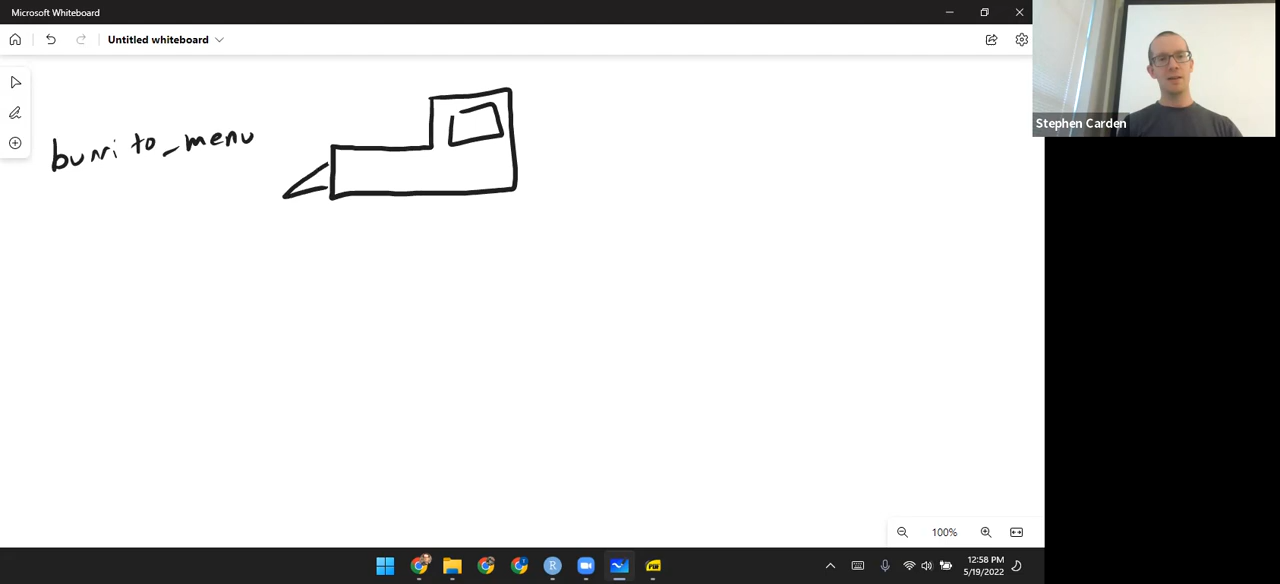 Microsoft Whiteboard
Untitled whiteboard
Stephen Carden
burrito_menu
100%
12:58 PM
5/19/2022